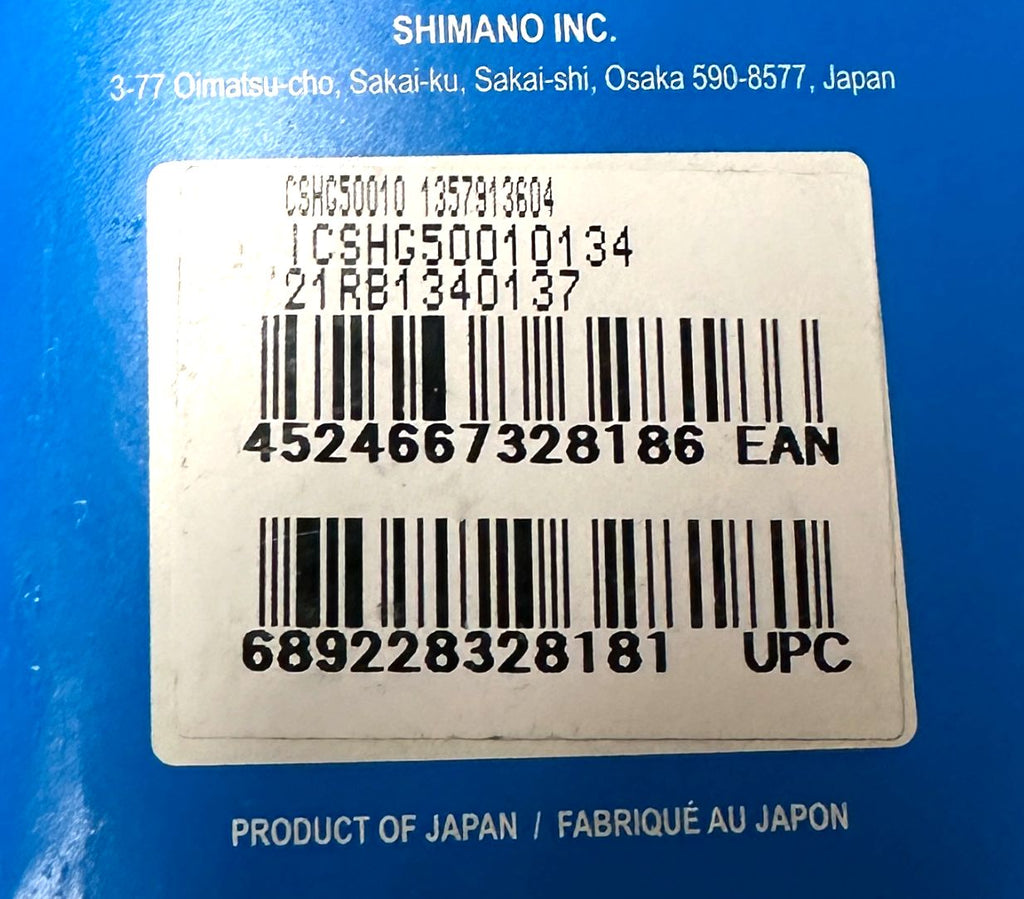 SHIMANO INC.
3-77 Oimatsu-cho, Sakai-ku, Sakai-shi, Osaka 590-8577, Japan
CSHG50010 1357913604
ICSHG50010134
21RB1340137
4524667328186 EAN
689228328181 UPC
PRODUCT OF JAPAN / FABRIQUÉ AU JAPON